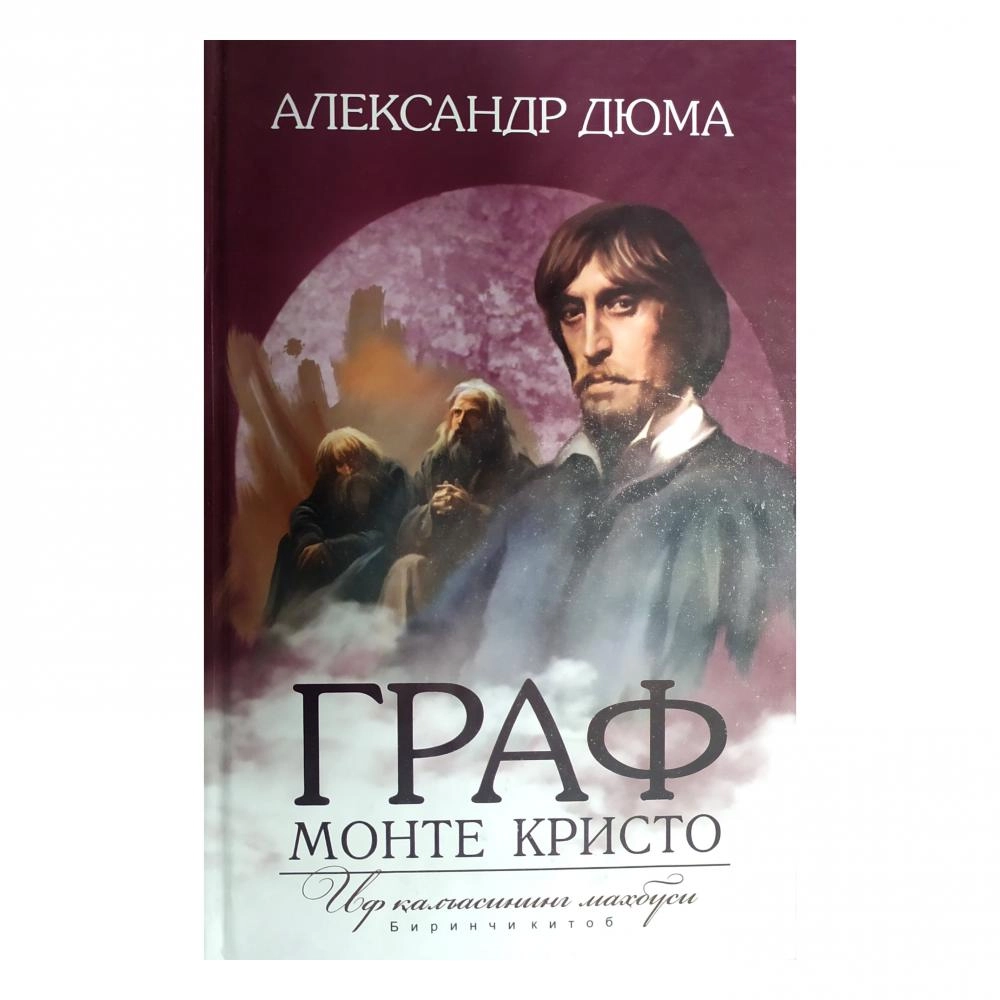 АЛЕКСАНДР ДЮМА
ГРАФ
МОНТЕ КРИСТО
Иф қалъасининг маҳбуси
Биринчи китоб